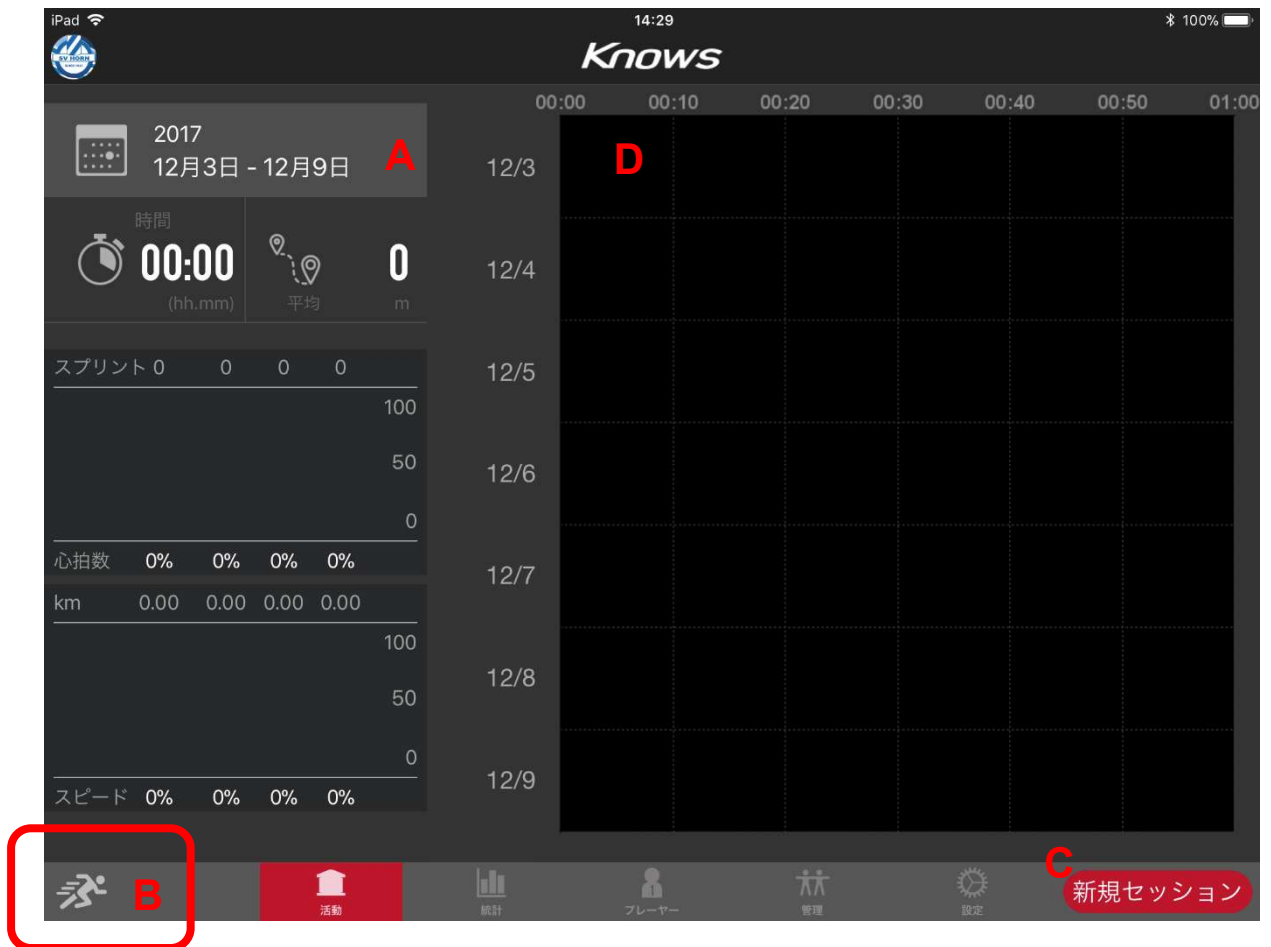 iPad 14:29 100%
SV HORN
Knows
2017
12月3日 - 12月9日 A
時間
00:00
(hh.mm)
0
平均 m
スプリント 0 0 0 0
100
50
0
心拍数 0% 0% 0% 0%
km 0.00 0.00 0.00 0.00
100
50
0
スピード 0% 0% 0% 0%
00:00 00:10 00:20 00:30 00:40 00:50 01:00
D
12/3
12/4
12/5
12/6
12/7
12/8
12/9
B
活動
統計
プレーヤー
管理
設定
C
新規セッション